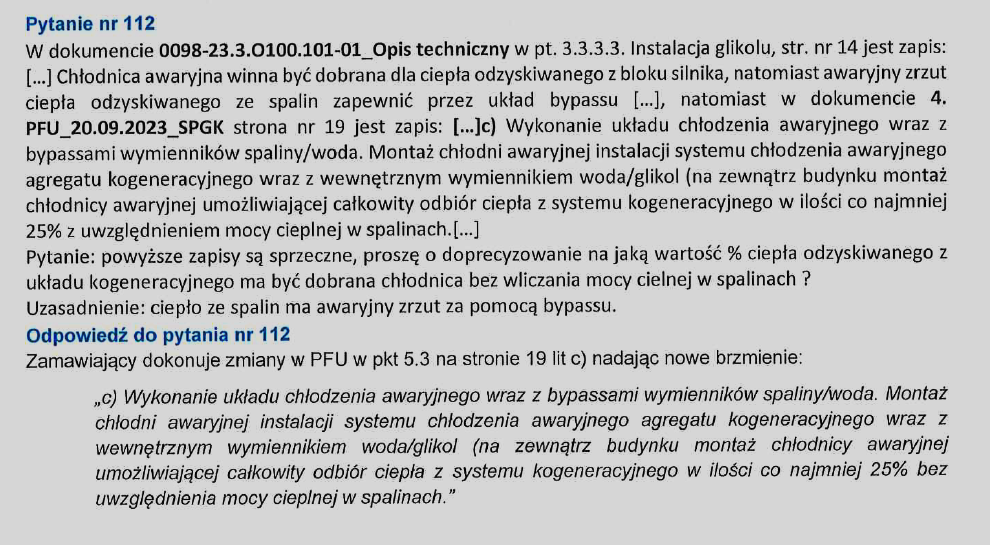 Pytanie nr 112
W dokumencie 0098-23.3.O100.101-01_Opis techniczny w pt. 3.3.3.3. Instalacja glikolu, str. nr 14 jest zapis:
[...] Chłodnica awaryjna winna być dobrana dla ciepła odzyskiwanego z bloku silnika, natomiast awaryjny zrzut
ciepła odzyskiwanego ze spalin zapewnić przez układ bypassu [...], natomiast w dokumencie 4.
PFU_20.09.2023_SPGK strona nr 19 jest zapis: [...]c) Wykonanie układu chłodzenia awaryjnego wraz z
bypassami wymienników spaliny/woda. Montaż chłodni awaryjnej instalacji systemu chłodzenia awaryjnego
agregatu kogeneracyjnego wraz z wewnętrznym wymiennikiem woda/glikol (na zewnątrz budynku montaż
chłodnicy awaryjnej umożliwiającej całkowity odbiór ciepła z systemu kogeneracyjnego w ilości co najmniej
25% z uwzględnieniem mocy cieplnej w spalinach.[...]
Pytanie: powyższe zapisy są sprzeczne, proszę o doprecyzowanie na jaką wartość % ciepła odzyskiwanego z
układu kogeneracyjnego ma być dobrana chłodnica bez wliczania mocy cielnej w spalinach ?
Uzasadnienie: ciepło ze spalin ma awaryjny zrzut za pomocą bypassu.
Odpowiedź do pytania nr 112
Zamawiający dokonuje zmiany w PFU w pkt 5.3 na stronie 19 lit c) nadając nowe brzmienie:
„c) Wykonanie układu chłodzenia awaryjnego wraz z bypassami wymienników spaliny/woda. Montaż
chłodni awaryjnej instalacji systemu chłodzenia awaryjnego agregatu kogeneracyjnego wraz z
wewnętrznym wymiennikiem woda/glikol (na zewnątrz budynku montaż chłodnicy awaryjnej
umożliwiającej całkowity odbiór ciepła z systemu kogeneracyjnego w ilości co najmniej 25% bez
uwzględnienia mocy cieplnej w spalinach.”